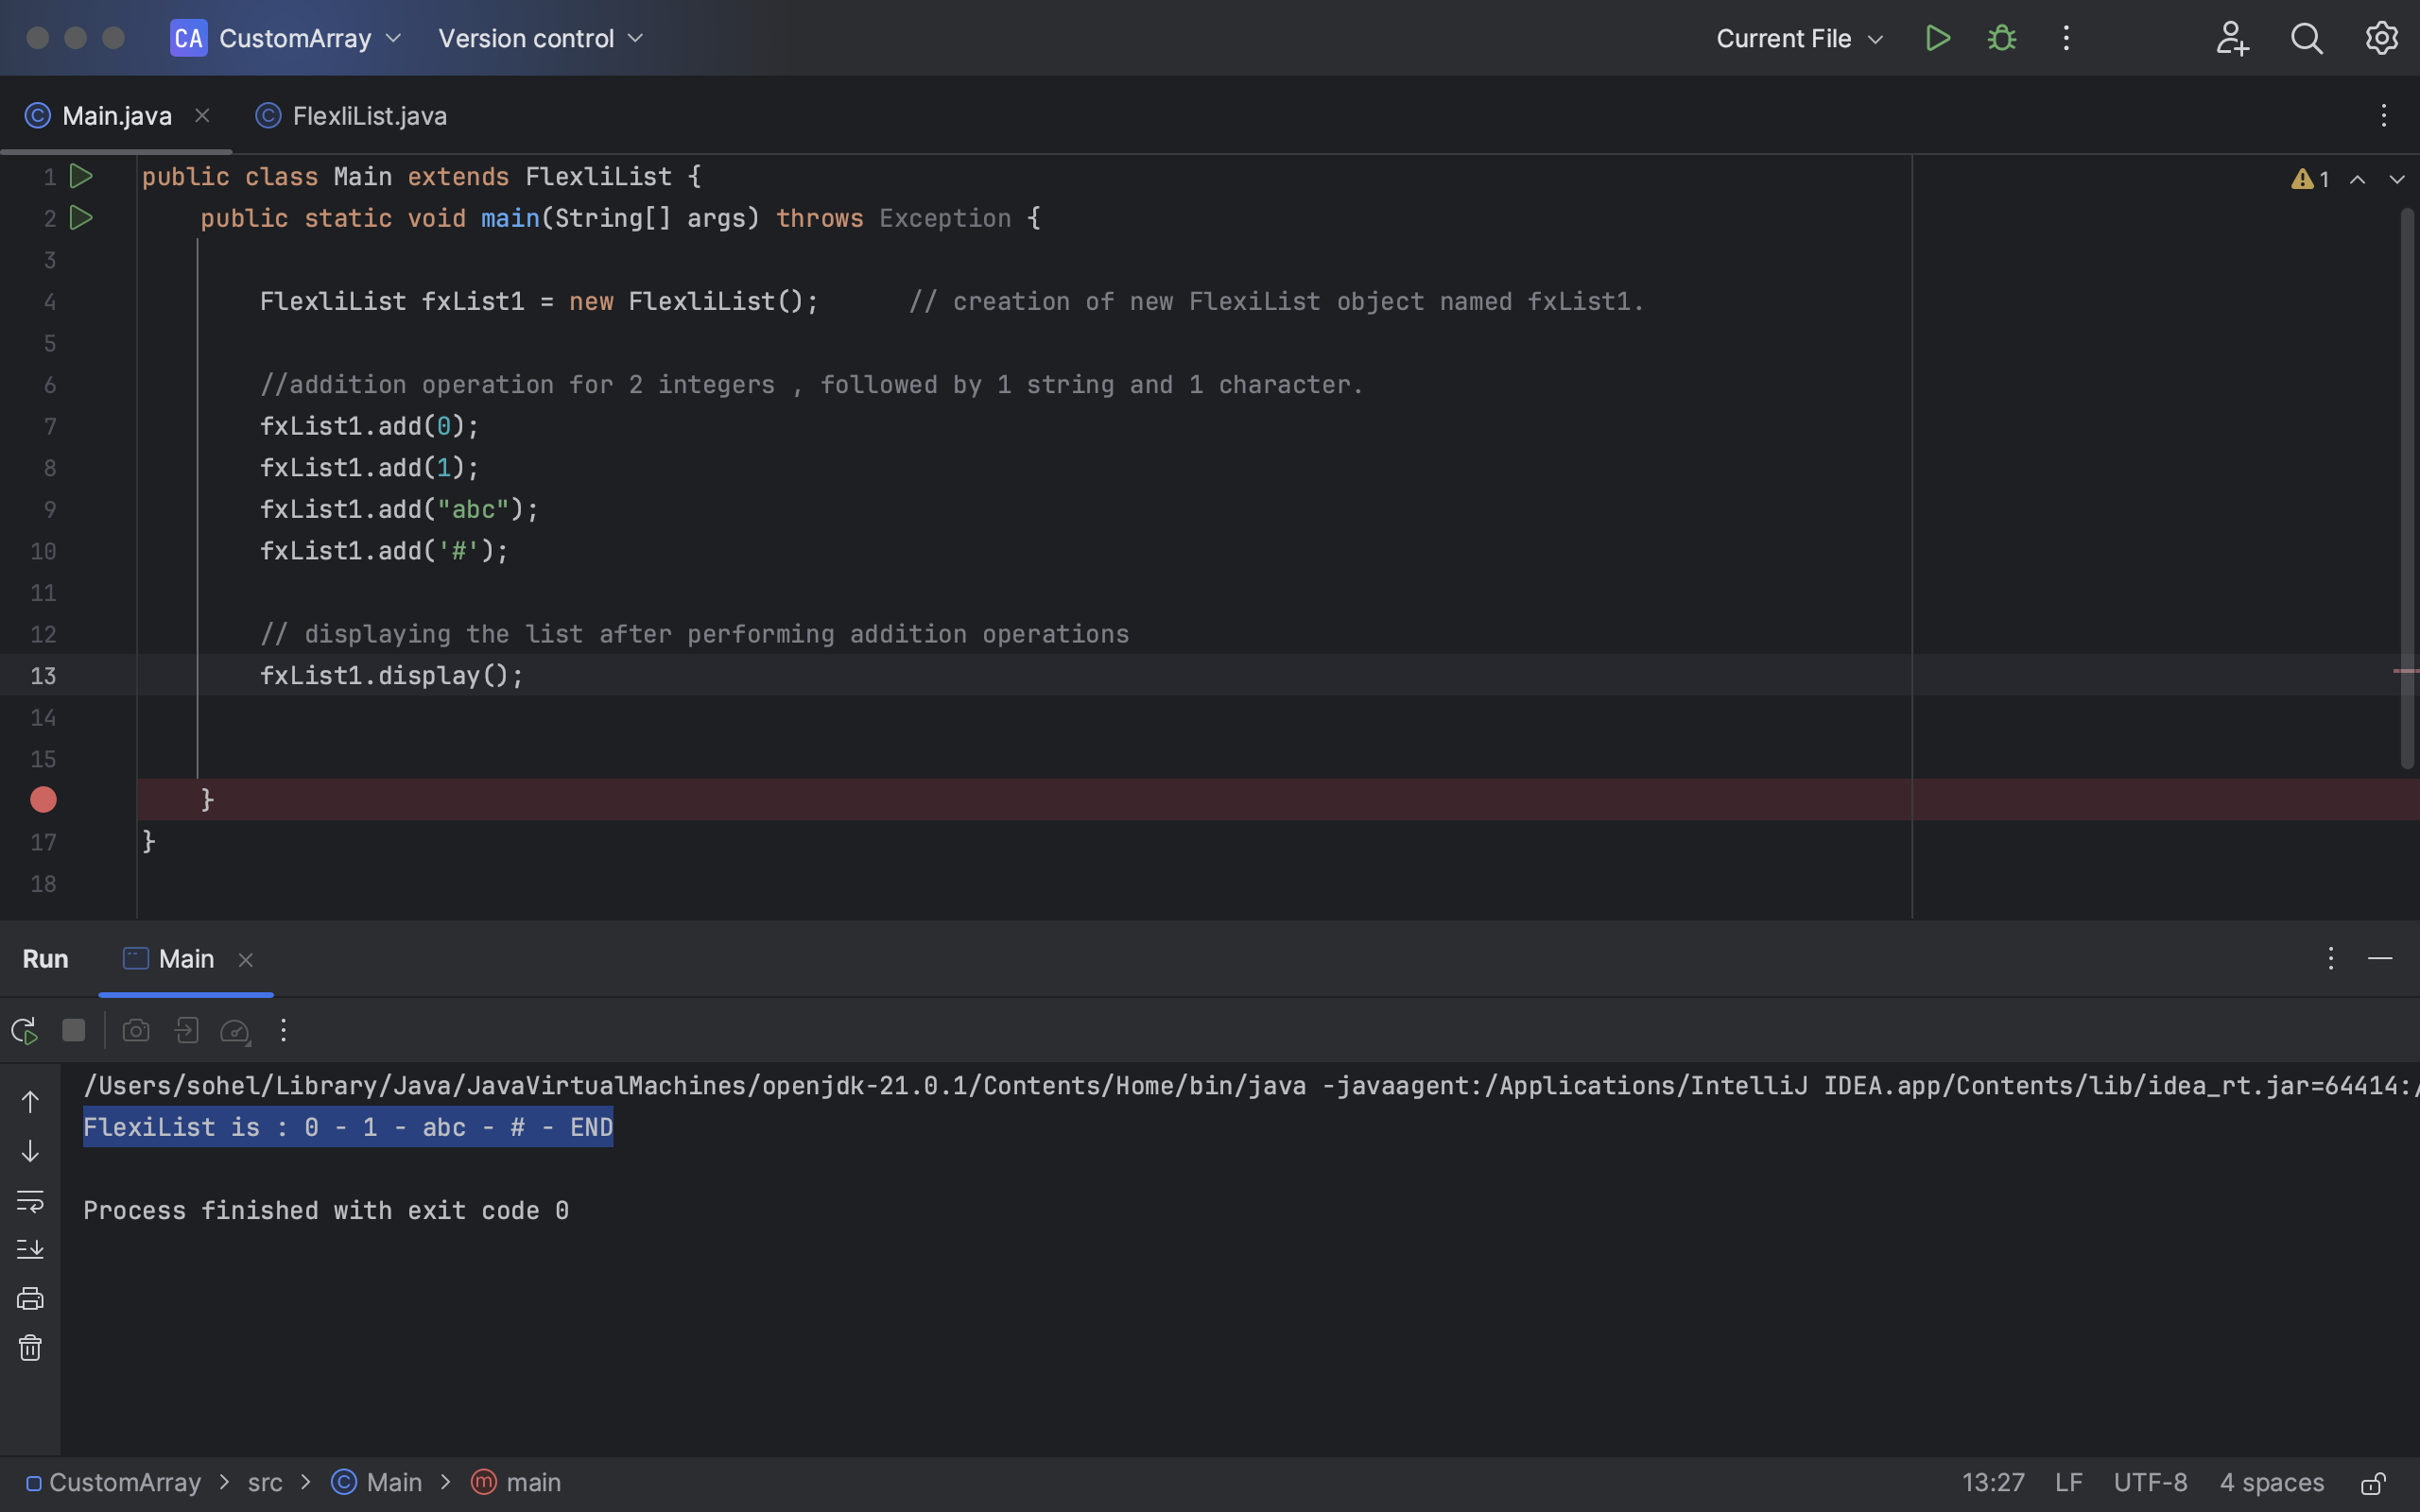 CA CustomArray Version control Current File
Main.java FlexliList.java
1 public class Main extends FlexliList { 1
2 public static void main(String[] args) throws Exception {
3
4 FlexliList fxList1 = new FlexliList(); // creation of new FlexiList object named fxList1.
5
6 //addition operation for 2 integers , followed by 1 string and 1 character.
7 fxList1.add(0);
8 fxList1.add(1);
9 fxList1.add("abc");
10 fxList1.add('#');
11
12 // displaying the list after performing addition operations
13 fxList1.display();
14
15
}
17 }
18
Run Main
/Users/sohel/Library/Java/JavaVirtualMachines/openjdk-21.0.1/Contents/Home/bin/java -javaagent:/Applications/IntelliJ IDEA.app/Contents/lib/idea_rt.jar=64414:/
FlexiList is : 0 - 1 - abc - # - END
Process finished with exit code 0
CustomArray > src > Main > main 13:27 LF UTF-8 4 spaces